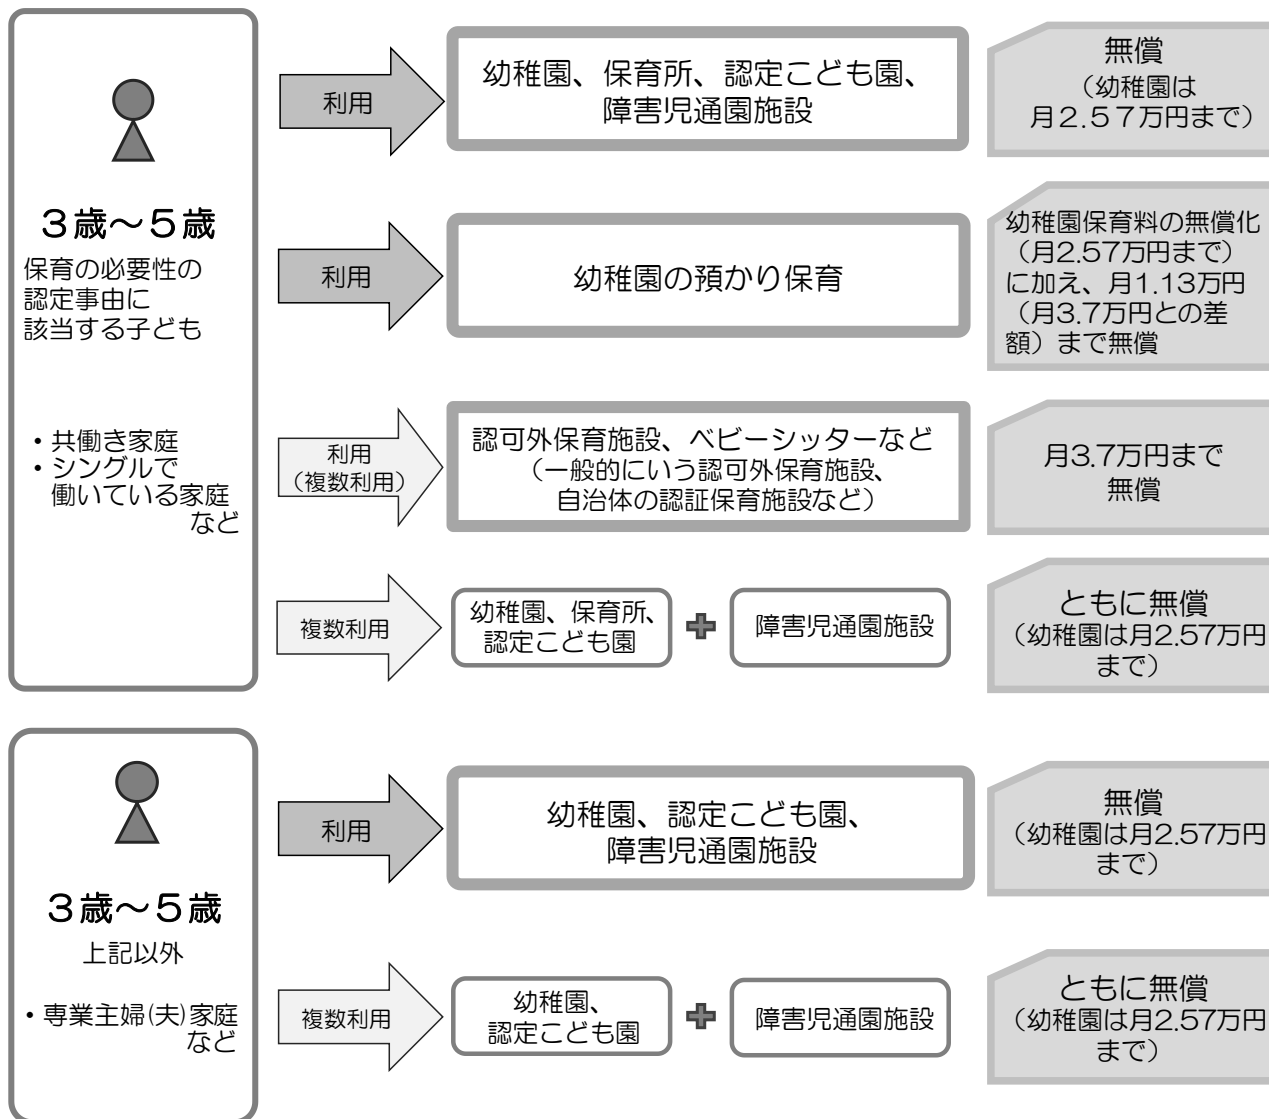 3歳～5歳
保育の必要性の
認定事由に
該当する子ども
・共働き家庭
・シングルで
働いている家庭
など
利用
幼稚園、保育所、認定こども園、
障害児通園施設
無償
（幼稚園は
月2.57万円まで）
利用
幼稚園の預かり保育
幼稚園保育料の無償化
（月2.57万円まで）
に加え、月1.13万円
（月3.7万円との差
額）まで無償
利用
（複数利用）
認可外保育施設、ベビーシッターなど
（一般的にいう認可外保育施設、
自治体の認証保育施設など）
月3.7万円まで
無償
複数利用
幼稚園、保育所、
認定こども園
障害児通園施設
ともに無償
（幼稚園は月2.57万円
まで）
3歳～5歳
上記以外
・専業主婦(夫)家庭
など
利用
幼稚園、認定こども園、
障害児通園施設
無償
（幼稚園は月2.57万円
まで）
複数利用
幼稚園、
認定こども園
障害児通園施設
ともに無償
（幼稚園は月2.57万円
まで）